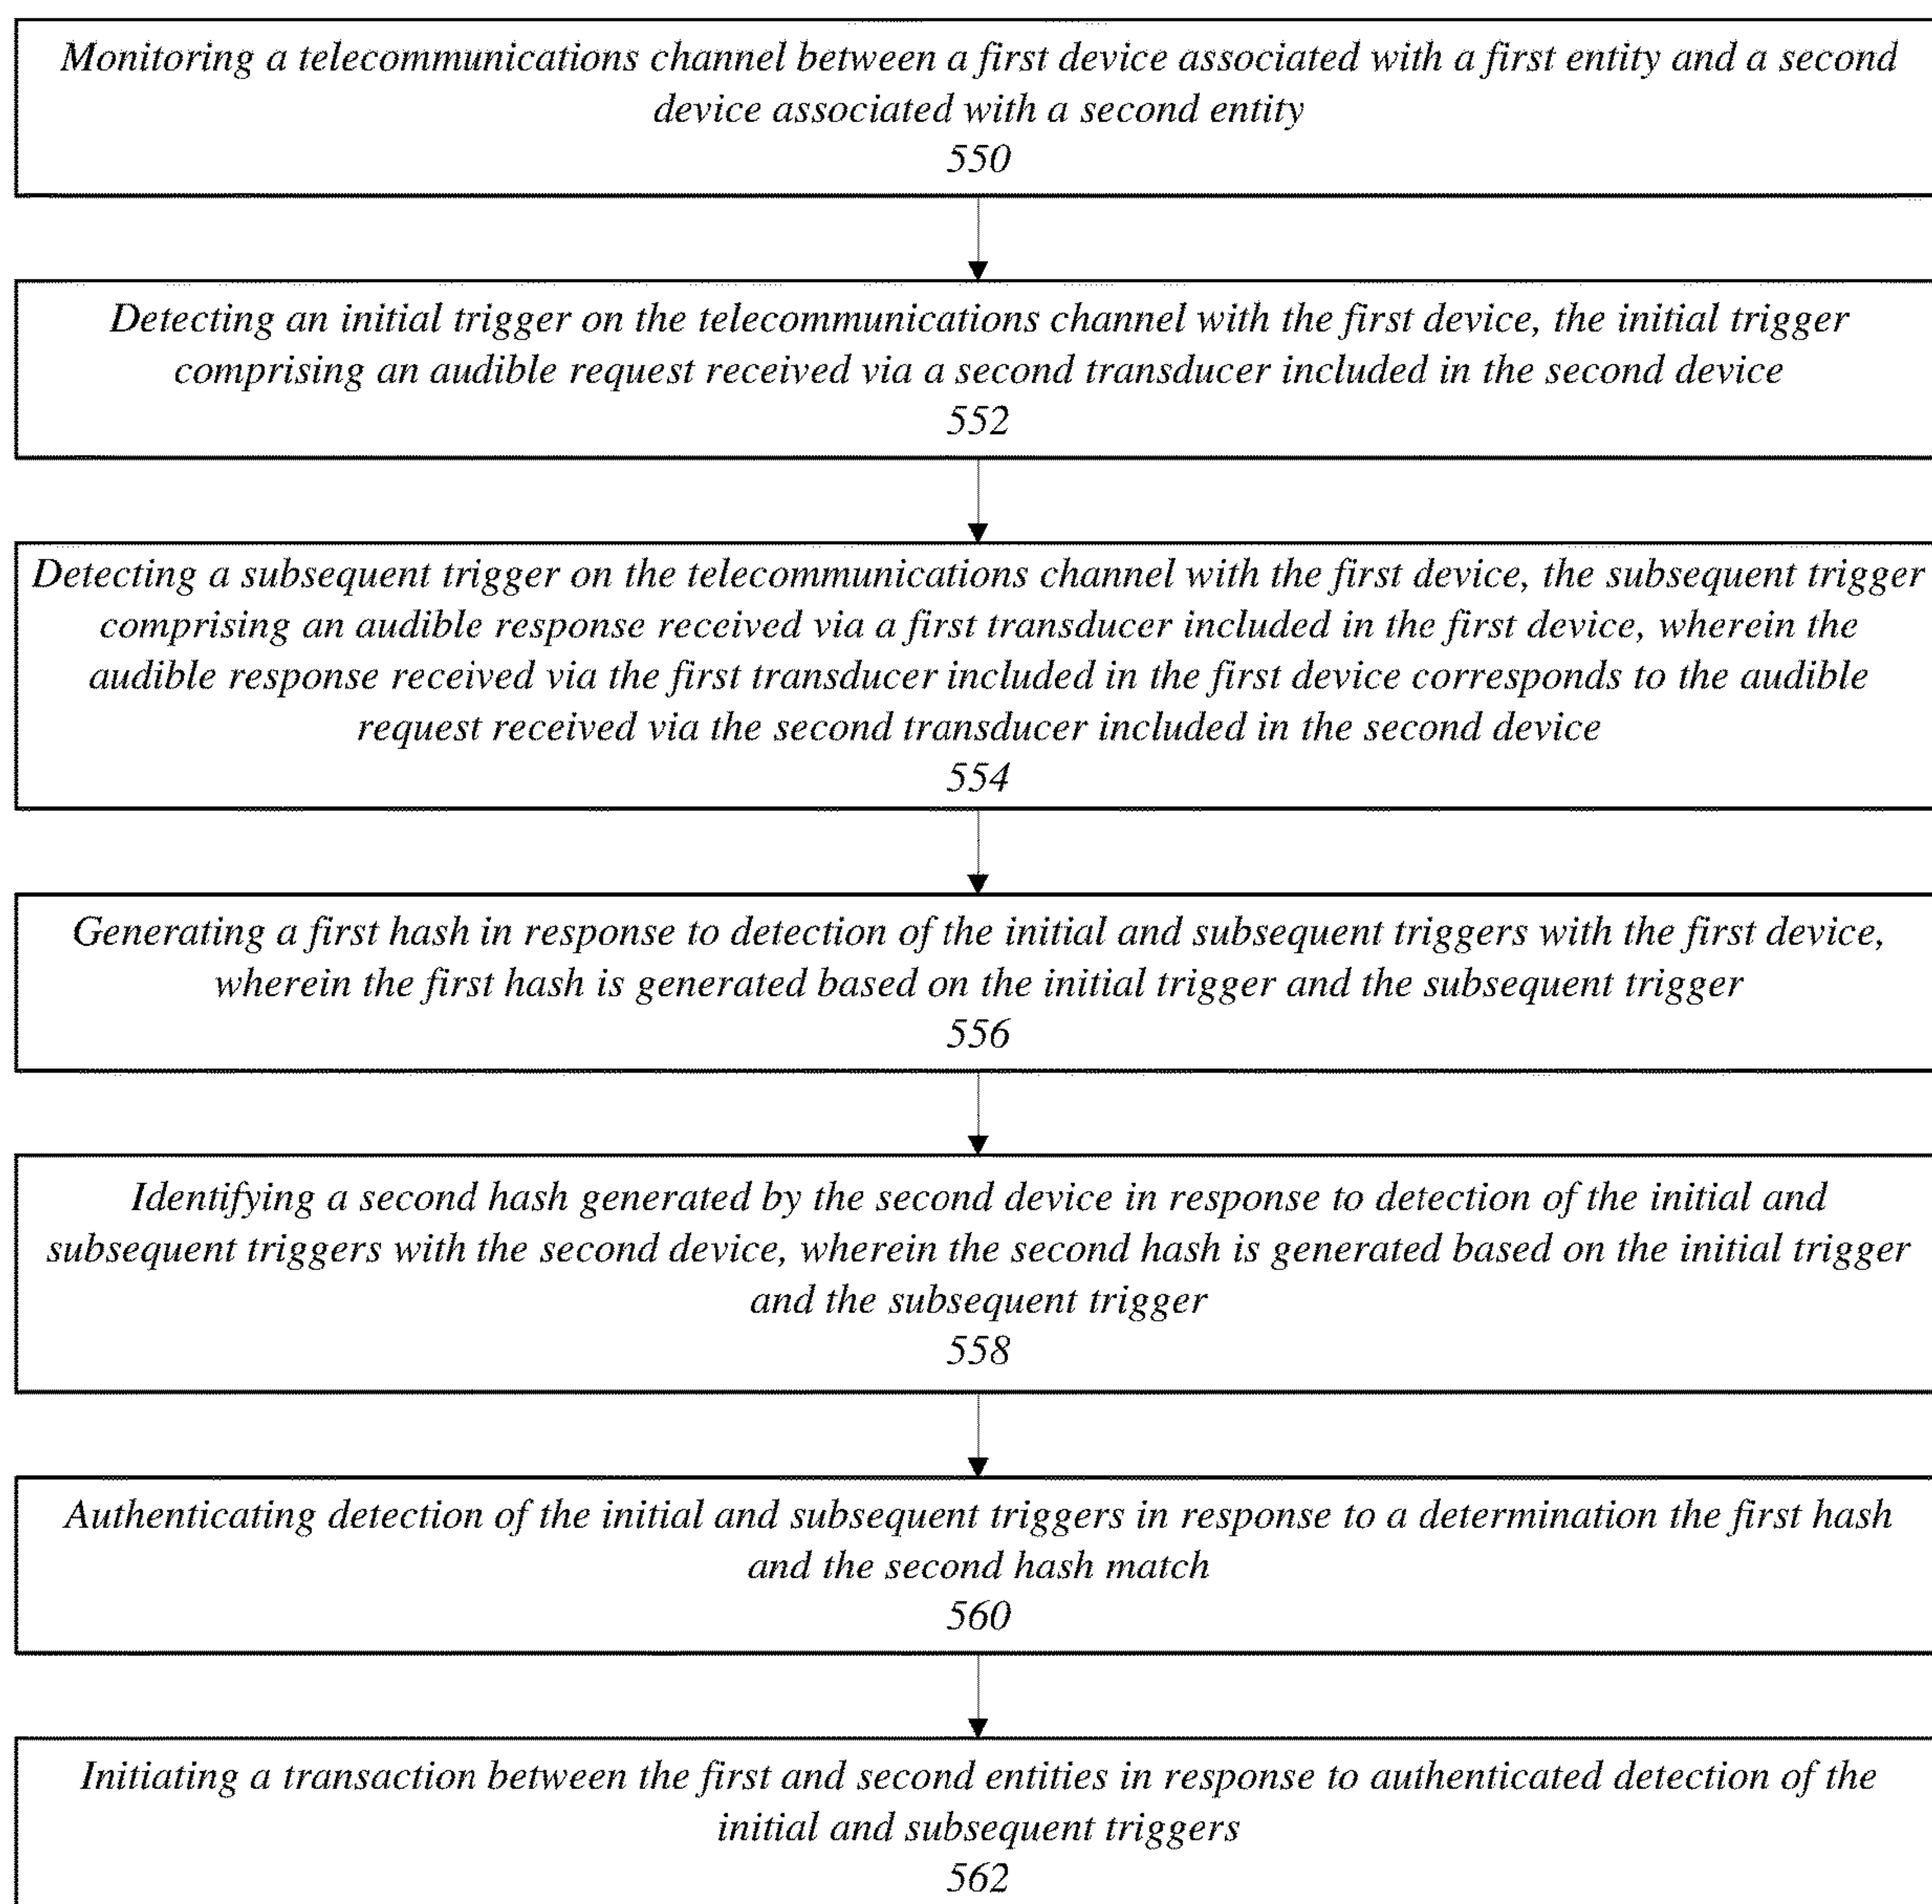 Monitoring a telecommunications channel between a first device associated with a first entity and a second
device associated with a second entity
550
Detecting an initial trigger on the telecommunications channel with the first device, the initial trigger
comprising an audible request received via a second transducer included in the second device
552
Detecting a subsequent trigger on the telecommunications channel with the first device, the subsequent trigger
comprising an audible response received via a first transducer included in the first device, wherein the
audible response received via the first transducer included in the first device corresponds to the audible
request received via the second transducer included in the second device
554
Generating a first hash in response to detection of the initial and subsequent triggers with the first device,
wherein the first hash is generated based on the initial trigger and the subsequent trigger
556
Identifying a second hash generated by the second device in response to detection of the initial and
subsequent triggers with the second device, wherein the second hash is generated based on the initial trigger
and the subsequent trigger
558
Authenticating detection of the initial and subsequent triggers in response to a determination the first hash
and the second hash match
560
Initiating a transaction between the first and second entities in response to authenticated detection of the
initial and subsequent triggers
562